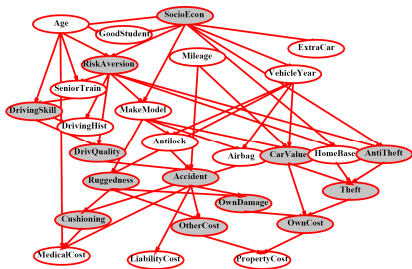 SocioEcon
Age
GoodStudent
ExtraCar
Mileage
RiskAversion
VehicleYear
SeniorTrain
DrivingSkill
MakeModel
DrivingHist
Antilock
DrivQuality
Airbag
CarValue
HomeBase
AntiTheft
Ruggedness
Accident
Theft
OwnDamage
Cushioning
OtherCost
OwnCost
MedicalCost
LiabilityCost
PropertyCost